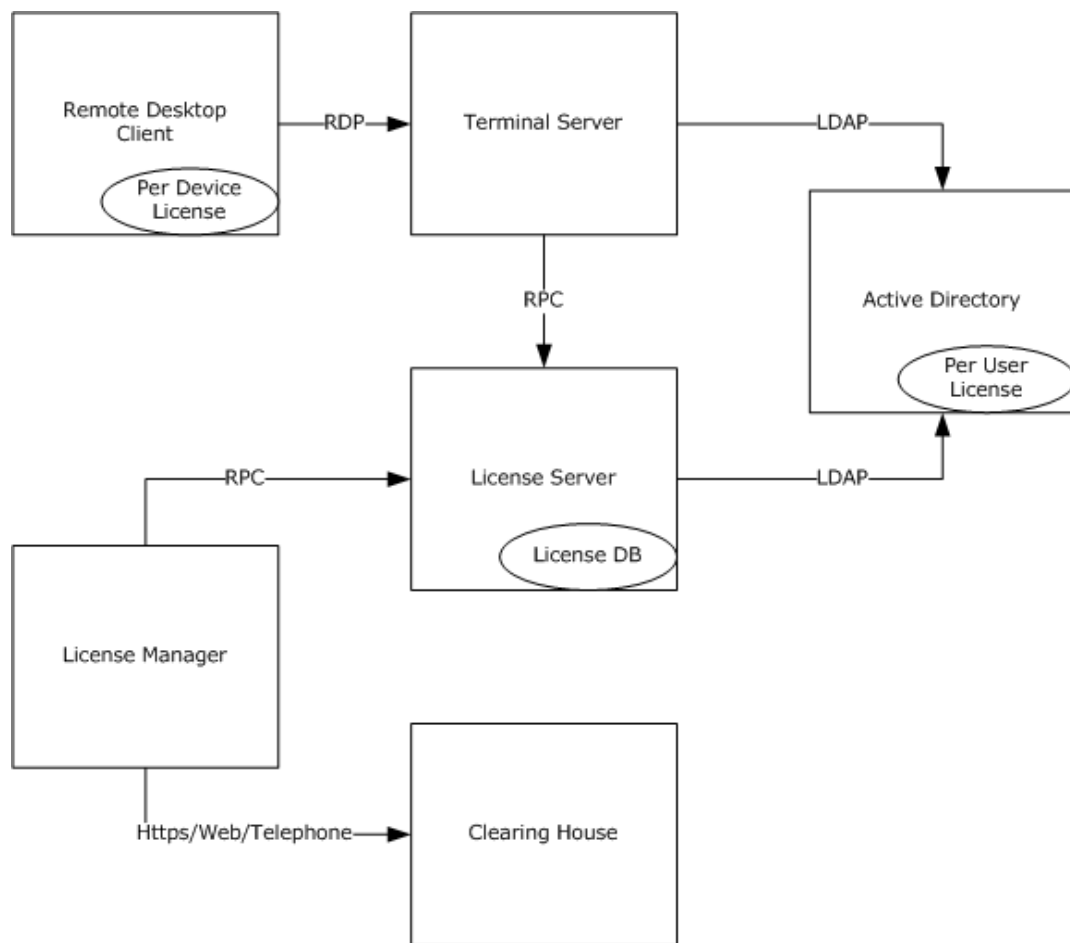 Remote Desktop
Client
Per Device
License
RDP
Terminal Server
LDAP
RPC
Active Directory
Per User
License
RPC
License Server
License DB
LDAP
License Manager
Https/Web/Telephone
Clearing House